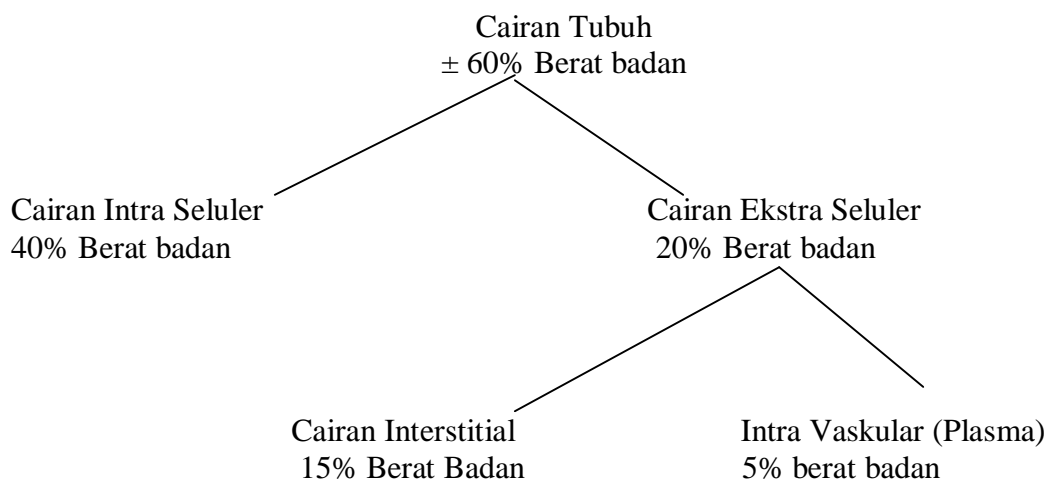 Cairan Tubuh
± 60% Berat badan
Cairan Intra Seluler
40% Berat badan
Cairan Ekstra Seluler
20% Berat badan
Cairan Interstitial
15% Berat Badan
Intra Vaskular (Plasma)
5% berat badan